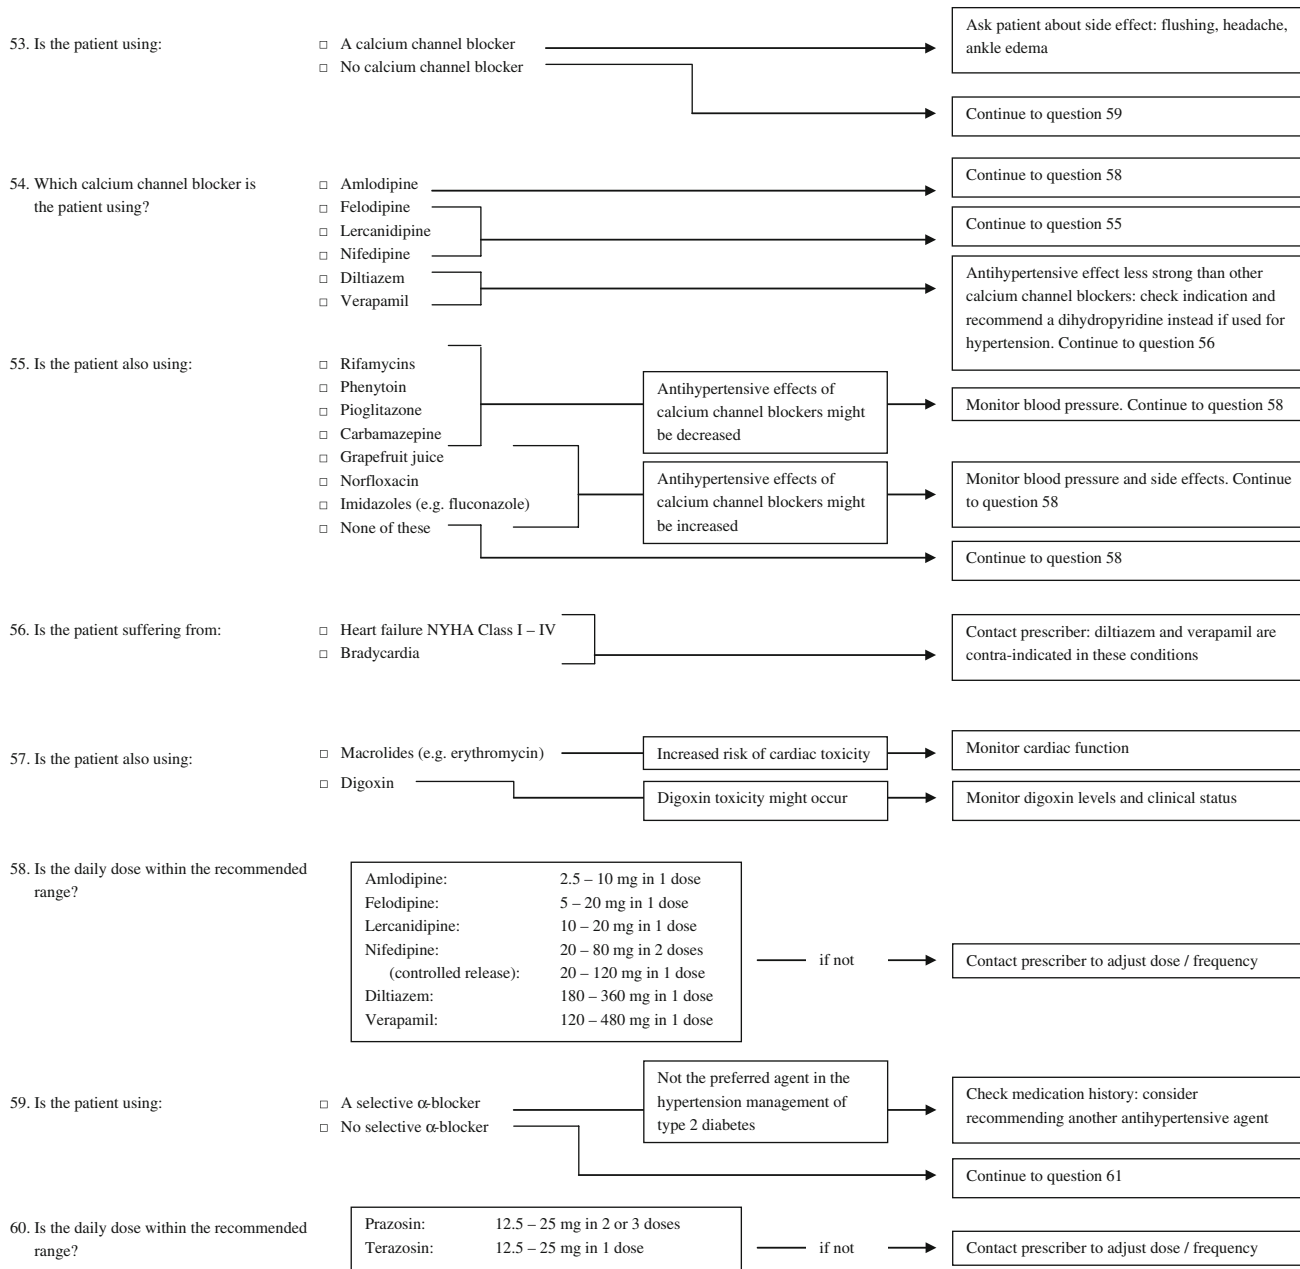 53. Is the patient using:
□ A calcium channel blocker
□ No calcium channel blocker
Ask patient about side effect: flushing, headache,
ankle edema
Continue to question 59
54. Which calcium channel blocker is
the patient using?
□ Amlodipine
□ Felodipine
□ Lercanidipine
□ Nifedipine
□ Diltiazem
□ Verapamil
Continue to question 58
Continue to question 55
Antihypertensive effect less strong than other
calcium channel blockers: check indication and
recommend a dihydropyridine instead if used for
hypertension. Continue to question 56
55. Is the patient also using:
□ Rifamycins
□ Phenytoin
□ Pioglitazone
□ Carbamazepine
□ Grapefruit juice
□ Norfloxacin
□ Imidazoles (e.g. fluconazole)
□ None of these
Antihypertensive effects of
calcium channel blockers might
be decreased
Monitor blood pressure. Continue to question 58
Antihypertensive effects of
calcium channel blockers might
be increased
Monitor blood pressure and side effects. Continue
to question 58
Continue to question 58
56. Is the patient suffering from:
□ Heart failure NYHA Class I – IV
□ Bradycardia
Contact prescriber: diltiazem and verapamil are
contra-indicated in these conditions
57. Is the patient also using:
□ Macrolides (e.g. erythromycin)
□ Digoxin
Increased risk of cardiac toxicity
Monitor cardiac function
Digoxin toxicity might occur
Monitor digoxin levels and clinical status
58. Is the daily dose within the recommended
range?
Amlodipine: 2.5 – 10 mg in 1 dose
Felodipine: 5 – 20 mg in 1 dose
Lercanidipine: 10 – 20 mg in 1 dose
Nifedipine: 20 – 80 mg in 2 doses
(controlled release): 20 – 120 mg in 1 dose
Diltiazem: 180 – 360 mg in 1 dose
Verapamil: 120 – 480 mg in 1 dose
if not
Contact prescriber to adjust dose / frequency
59. Is the patient using:
□ A selective α-blocker
□ No selective α-blocker
Not the preferred agent in the
hypertension management of
type 2 diabetes
Check medication history: consider
recommending another antihypertensive agent
Continue to question 61
60. Is the daily dose within the recommended
range?
Prazosin: 12.5 – 25 mg in 2 or 3 doses
Terazosin: 12.5 – 25 mg in 1 dose
if not
Contact prescriber to adjust dose / frequency